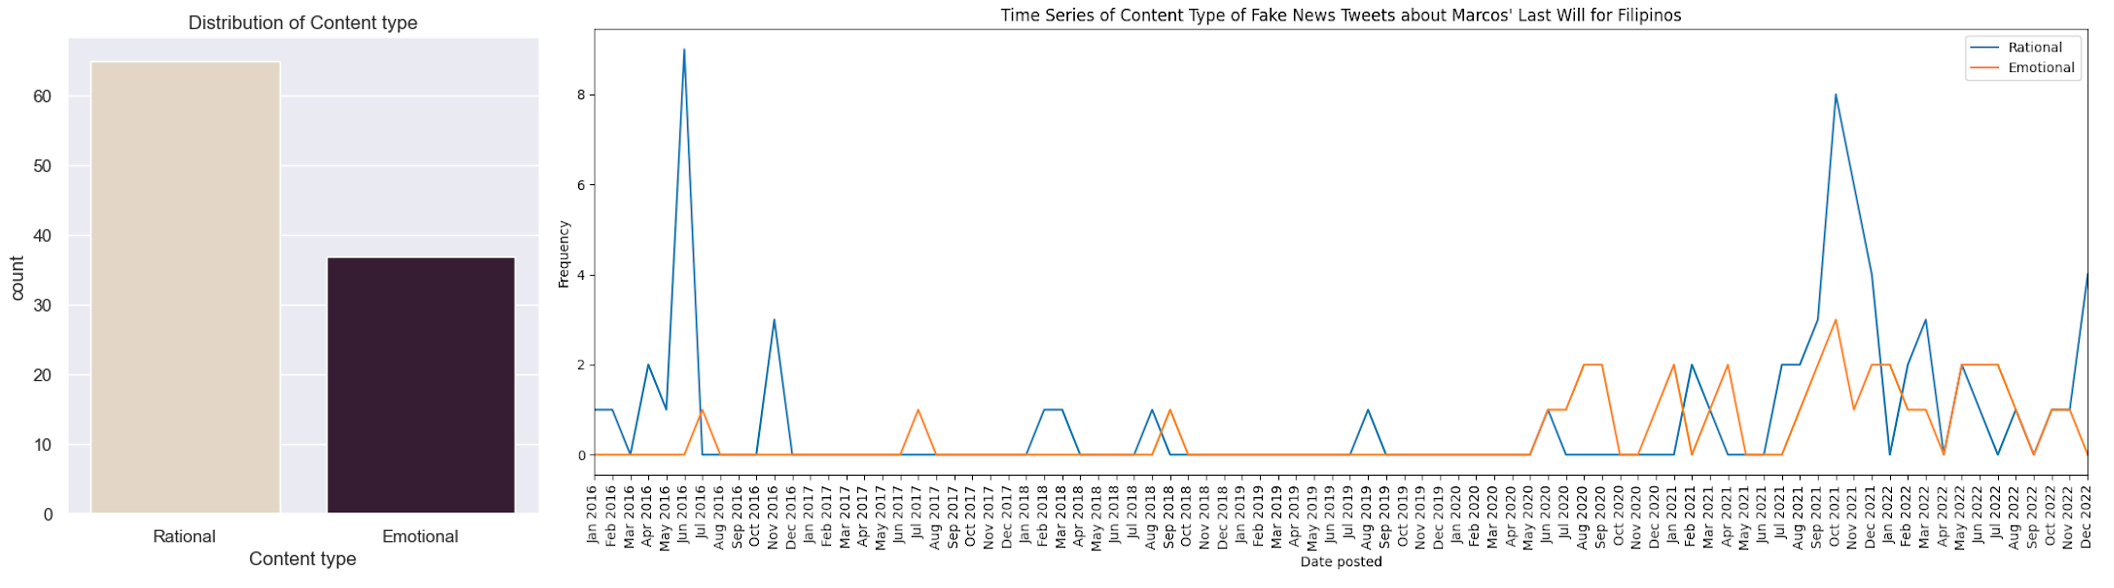 Distribution of Content type
count
60
50
40
30
20
10
0
Rational
Emotional
Content type
Time Series of Content Type of Fake News Tweets about Marcos' Last Will for Filipinos
Rational
Emotional
Frequency
8
6
4
2
0
Jan 2016
Feb 2016
Mar 2016
Apr 2016
May 2016
Jun 2016
Jul 2016
Aug 2016
Sep 2016
Oct 2016
Nov 2016
Dec 2016
Jan 2017
Feb 2017
Mar 2017
Apr 2017
May 2017
Jun 2017
Jul 2017
Aug 2017
Sep 2017
Oct 2017
Nov 2017
Dec 2017
Jan 2018
Feb 2018
Mar 2018
Apr 2018
May 2018
Jun 2018
Jul 2018
Aug 2018
Sep 2018
Oct 2018
Nov 2018
Dec 2018
Jan 2019
Feb 2019
Mar 2019
Apr 2019
May 2019
Jun 2019
Jul 2019
Aug 2019
Sep 2019
Oct 2019
Nov 2019
Dec 2019
Jan 2020
Feb 2020
Mar 2020
Apr 2020
May 2020
Jun 2020
Jul 2020
Aug 2020
Sep 2020
Oct 2020
Nov 2020
Dec 2020
Jan 2021
Feb 2021
Mar 2021
Apr 2021
May 2021
Jun 2021
Jul 2021
Aug 2021
Sep 2021
Oct 2021
Nov 2021
Dec 2021
Jan 2022
Feb 2022
Mar 2022
Apr 2022
May 2022
Jun 2022
Jul 2022
Aug 2022
Sep 2022
Oct 2022
Nov 2022
Dec 2022
Date posted